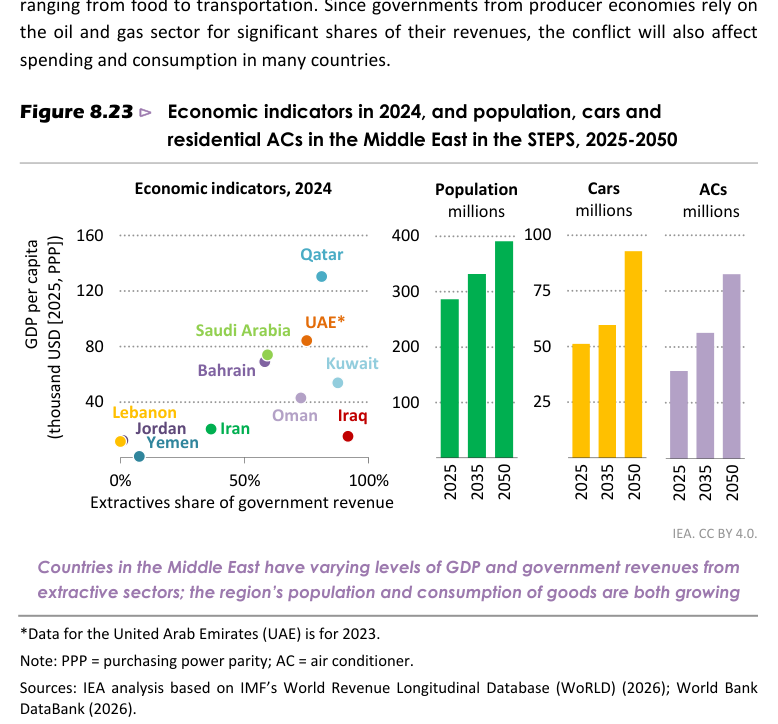 ranging from food to transportation. Since governments from producer economies rely on
the oil and gas sector for significant shares of their revenues, the conflict will also affect
spending and consumption in many countries.
Figure 8.23 ▷ Economic indicators in 2024, and population, cars and
residential ACs in the Middle East in the STEPS, 2025-2050
Economic indicators, 2024
GDP per capita
(thousand USD [2025, PPP])
160
120
80
40
Qatar
UAE*
Saudi Arabia
Bahrain
Kuwait
Oman
Iraq
Lebanon
Jordan
Iran
Yemen
0% 50% 100%
Extractives share of government revenue
Population
millions
400
300
200
100
2025 2035 2050
Cars
millions
100
75
50
25
2025 2035 2050
ACs
millions
2025 2035 2050
IEA. CC BY 4.0.
Countries in the Middle East have varying levels of GDP and government revenues from
extractive sectors; the region's population and consumption of goods are both growing
*Data for the United Arab Emirates (UAE) is for 2023.
Note: PPP = purchasing power parity; AC = air conditioner.
Sources: IEA analysis based on IMF's World Revenue Longitudinal Database (WoRLD) (2026); World Bank
DataBank (2026).